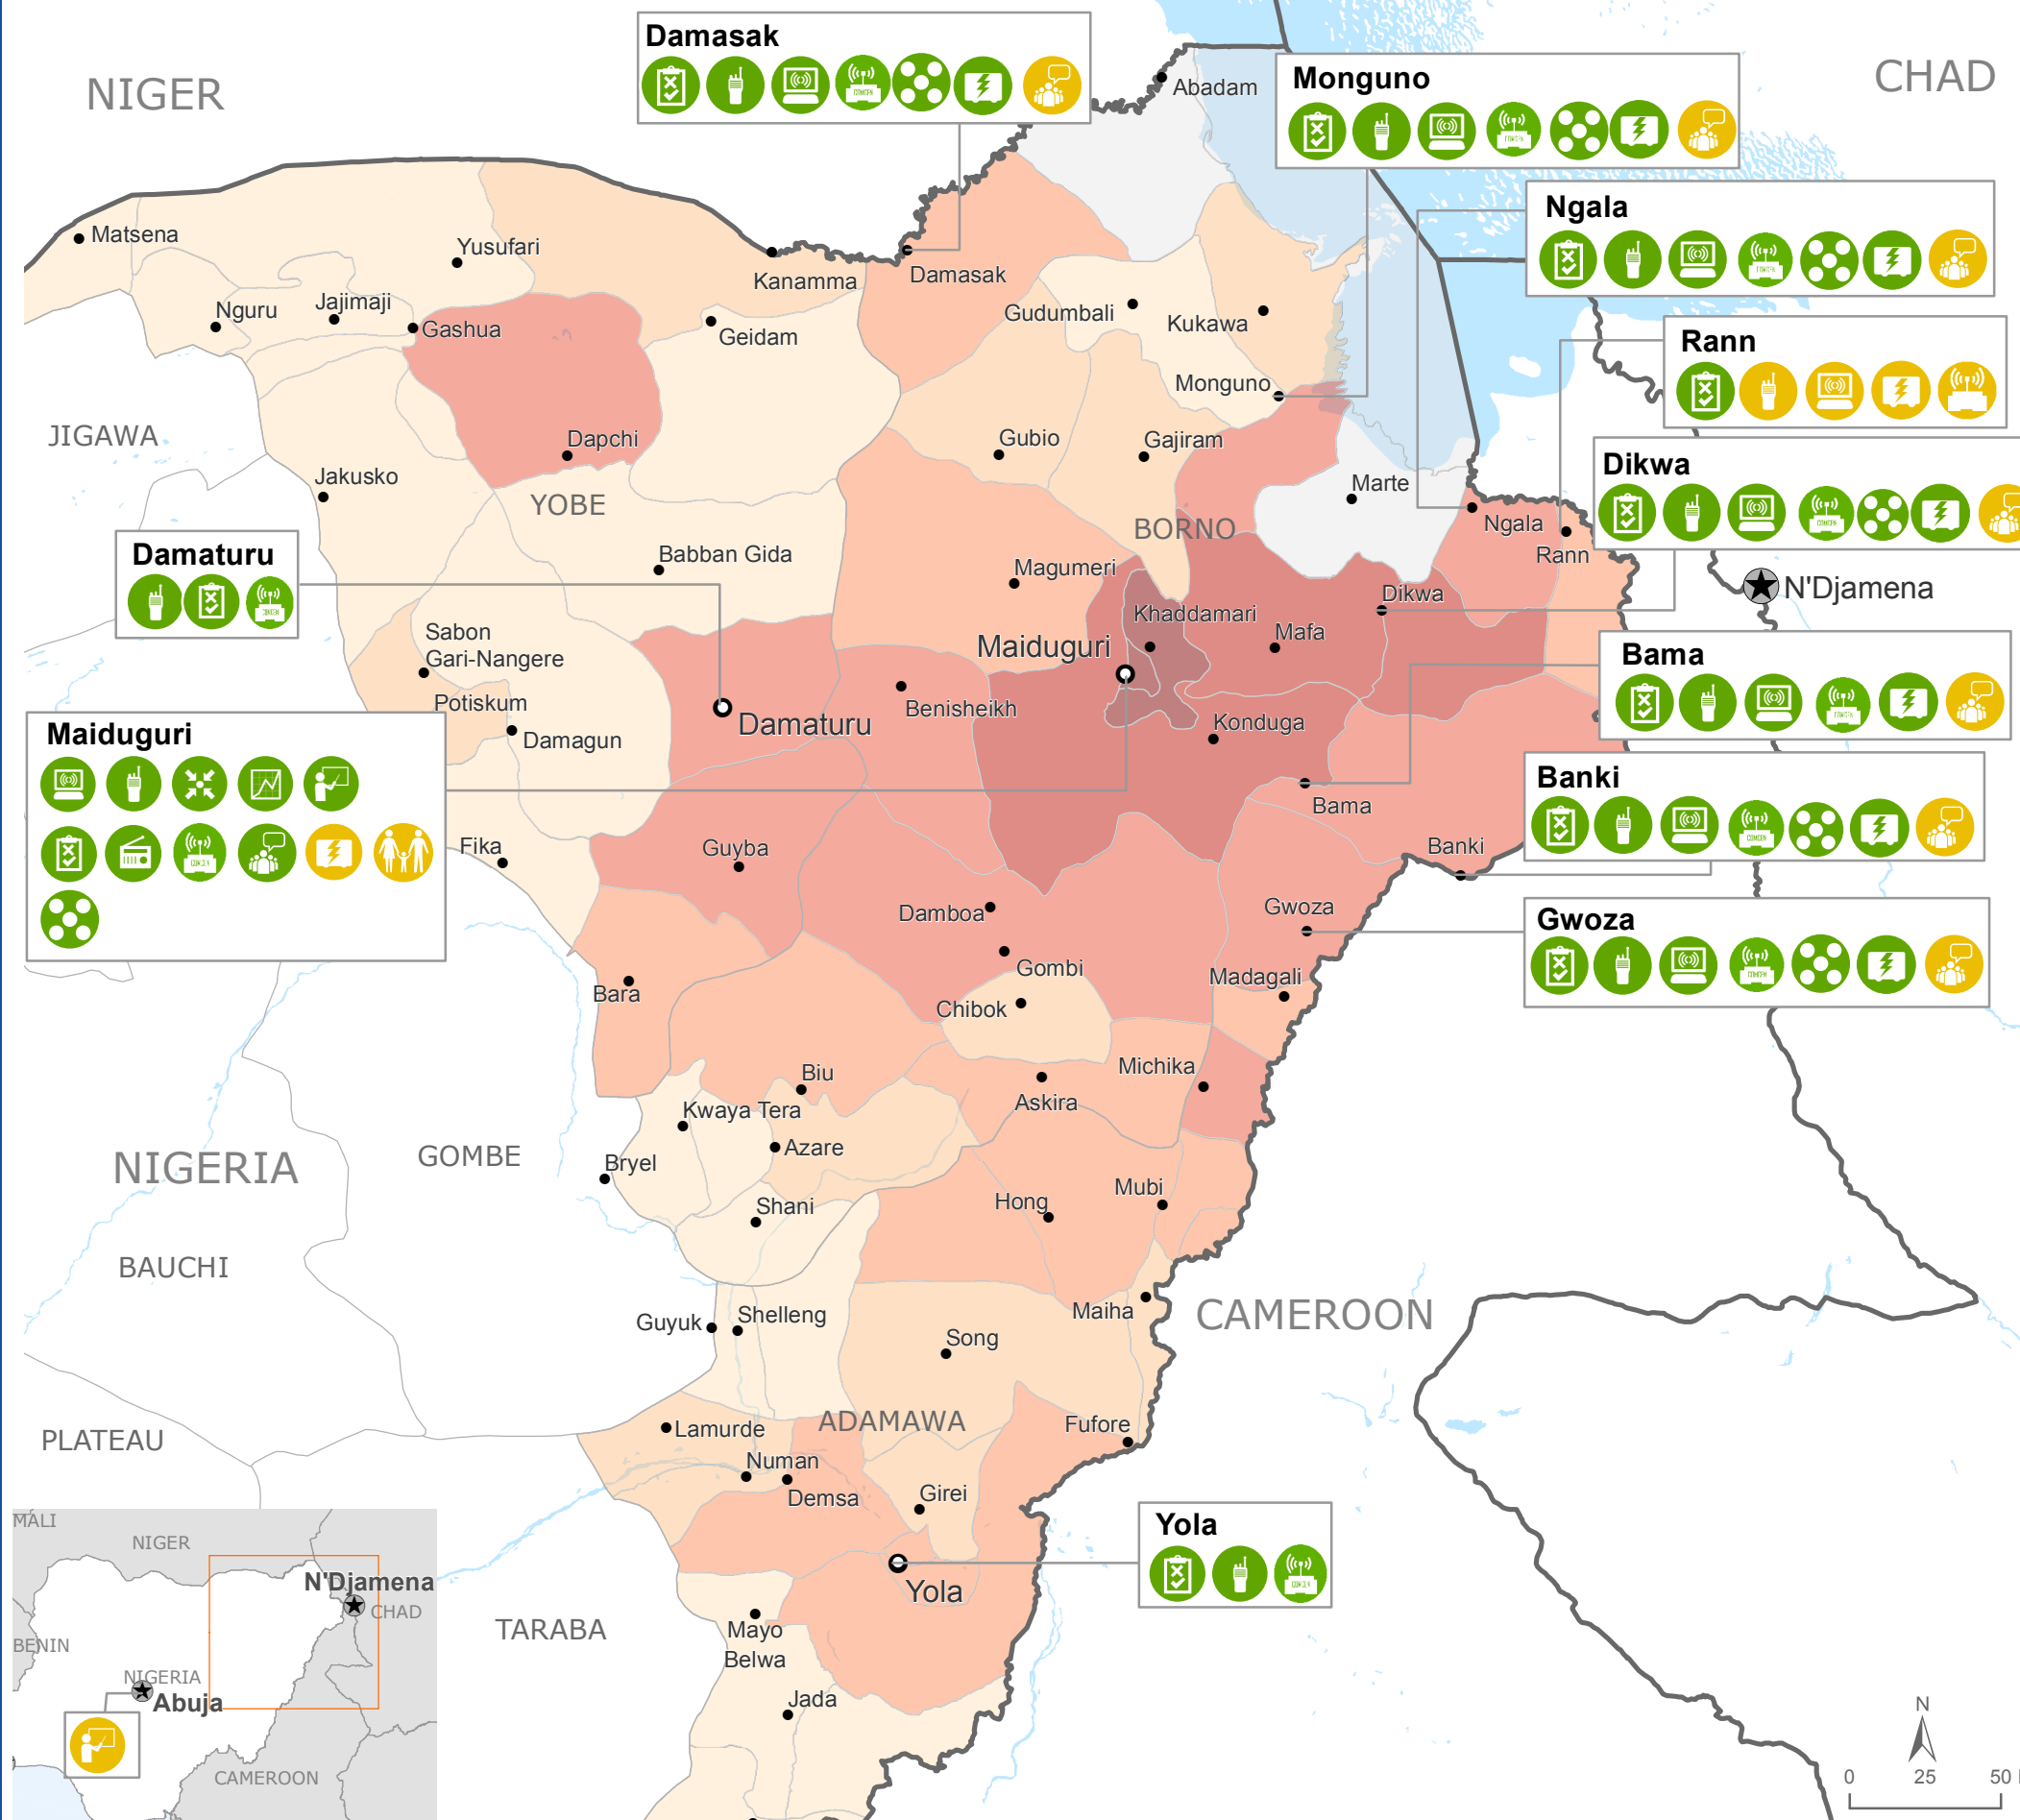 NIGER
CHAD
Damasak
Monguno
Ngala
Rann
Dikwa
Bama
Banki
Gwoza
Damaturu
Maiduguri
Yola
Abadam
Matsena
Yusufari
Kanamma
Damasak
Nguru
Jajimaji
Gashua
Geidam
Gudumbali
Kukawa
Monguno
JIGAWA
Dapchi
Gubio
Gajiram
Jakusko
YOBE
BORNO
Marte
Ngala
Rann
Babban Gida
Magumeri
Dikwa
N'Djamena
Khaddamari
Mafa
Sabon
Gari-Nangere
Maiduguri
Potiskum
Benisheikh
Damaturu
Konduga
Damagun
Bama
Fika
Guyba
Banki
Damboa
Gwoza
Gombi
Madagali
Bara
Chibok
Michika
Biu
Askira
Kwaya Tera
Azare
NIGERIA
GOMBE
Bryel
Hong
Mubi
Shani
BAUCHI
Guyuk
Shelleng
Maiha
CAMEROON
Song
ADAMAWA
Fufore
PLATEAU
Lamurde
Numan
Demsa
Girei
Yola
TARABA
Mayo
Belwa
Jada
MALI
NIGER
N'Djamena
CHAD
BENIN
NIGERIA
Abuja
CAMEROON
N
0 25 50